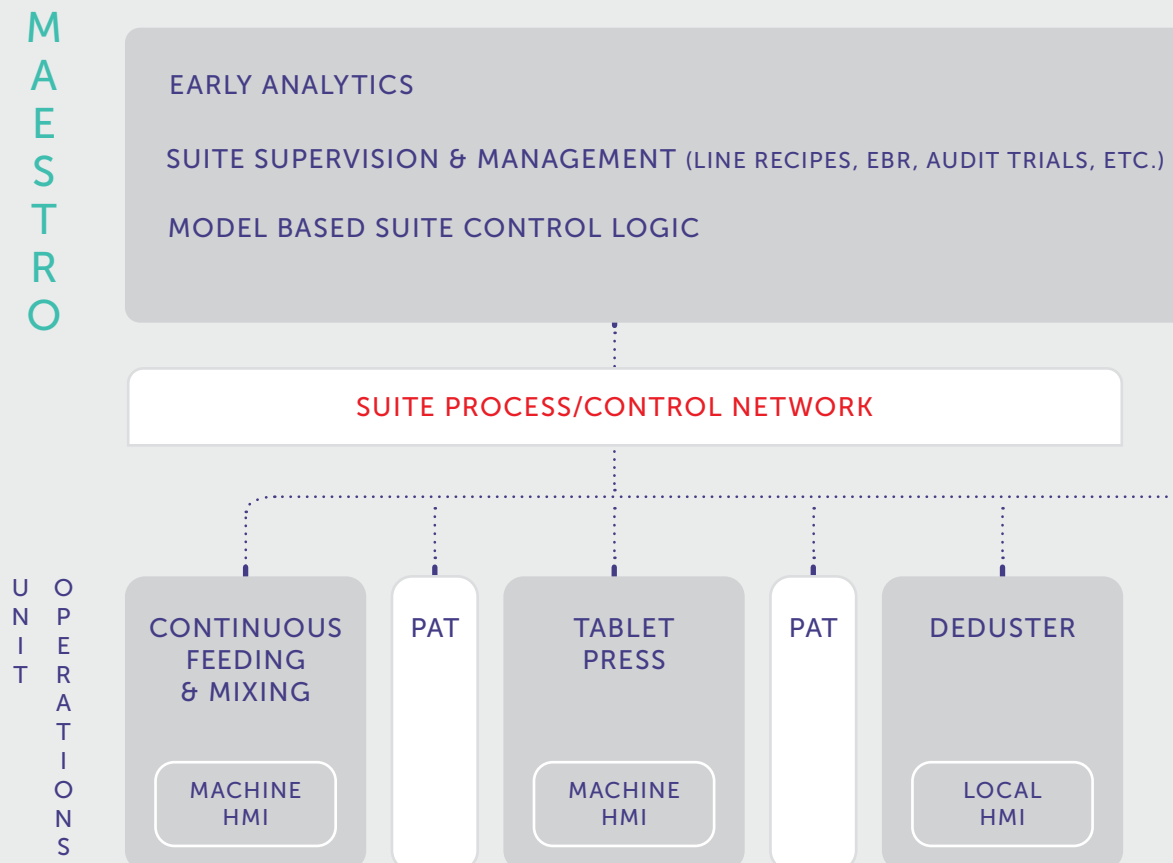 MAESTRO
EARLY ANALYTICS
SUITE SUPERVISION & MANAGEMENT (LINE RECIPES, EBR, AUDIT TRIALS, ETC.)
MODEL BASED SUITE CONTROL LOGIC
SUITE PROCESS/CONTROL NETWORK
UNIT
OPERATIONS
CONTINUOUS
FEEDING
& MIXING
MACHINE
HMI
PAT
TABLET
PRESS
MACHINE
HMI
PAT
DEDUSTER
LOCAL
HMI